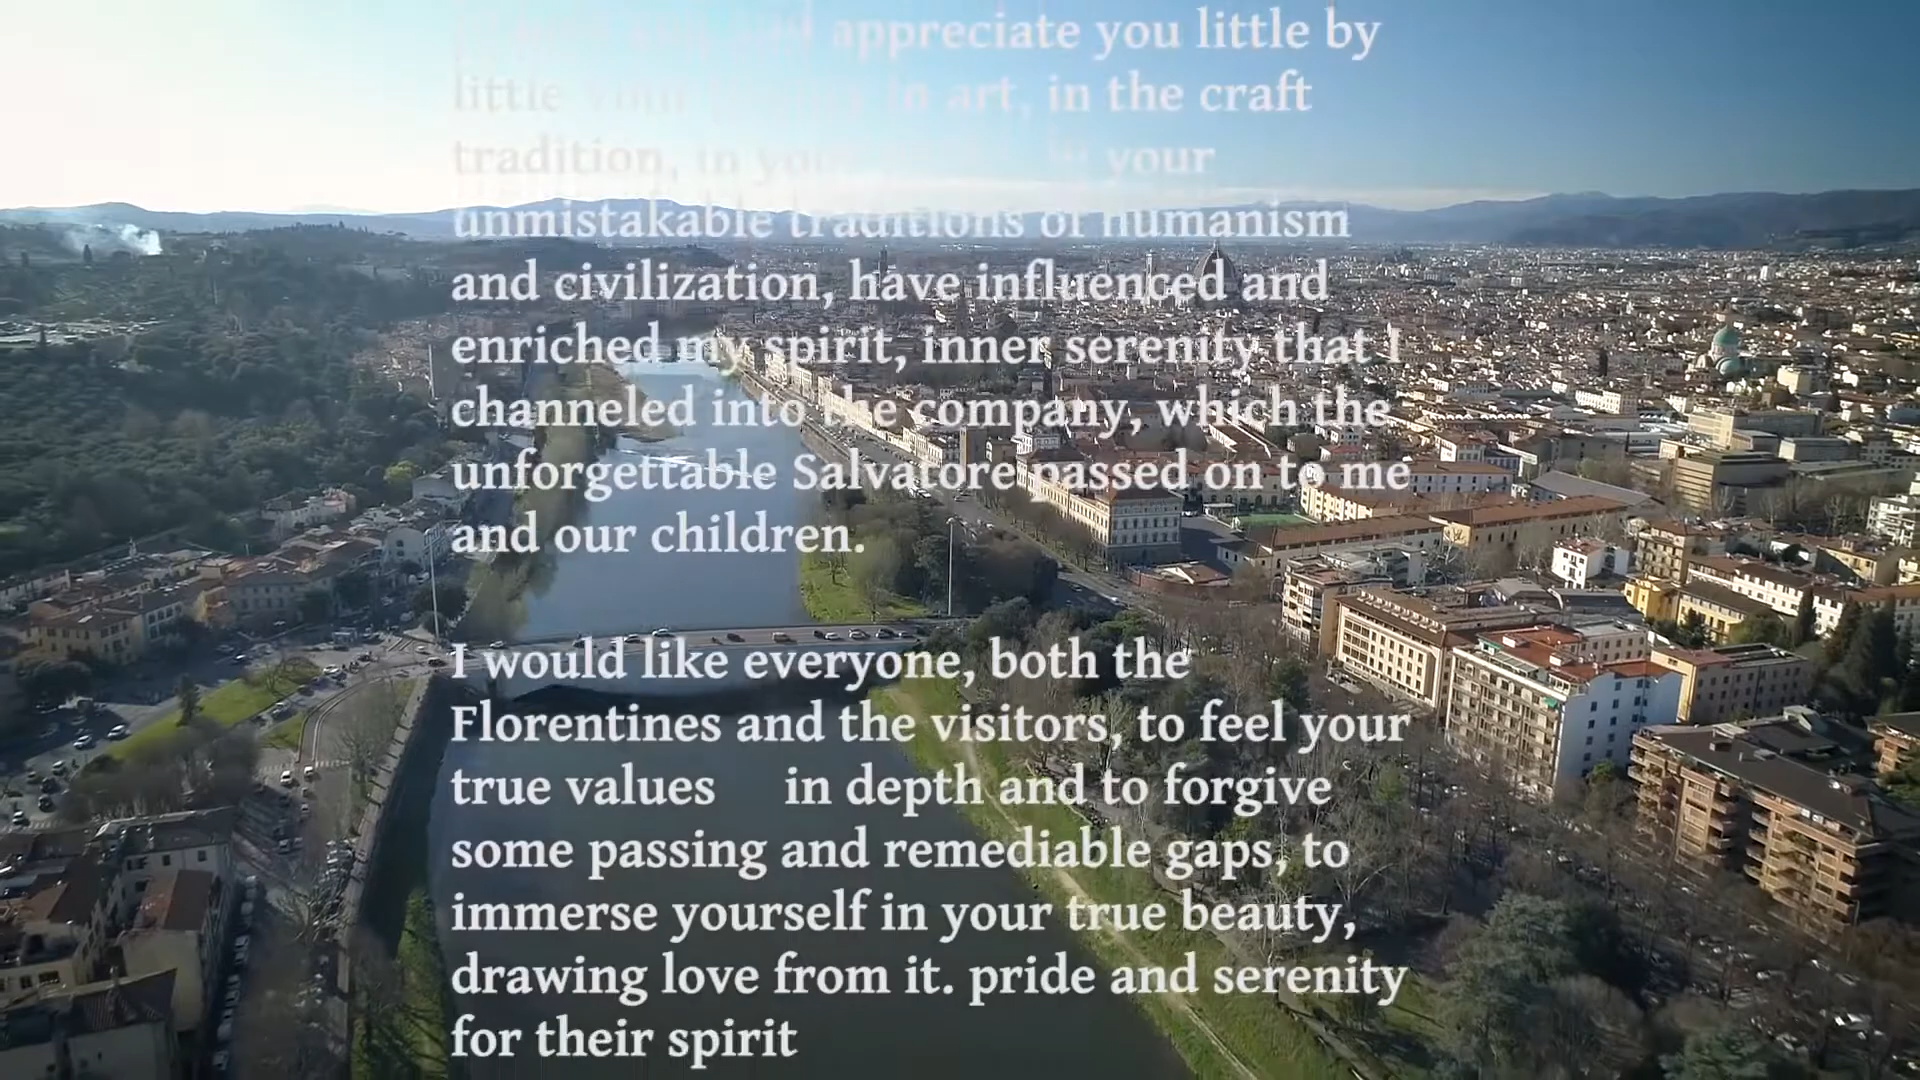 appreciate you little by
little your in art, in the craft
tradition, in your your
unmistakable traditions of humanism
and civilization, have influenced and
enriched my spirit, inner serenity that I
channeled into the company, which the
unforgettable Salvatore passed on to me
and our children.
I would like everyone, both the
Florentines and the visitors, to feel your
true values in depth and to forgive
some passing and remediable gaps, to
immerse yourself in your true beauty,
drawing love from it. pride and serenity
for their spirit